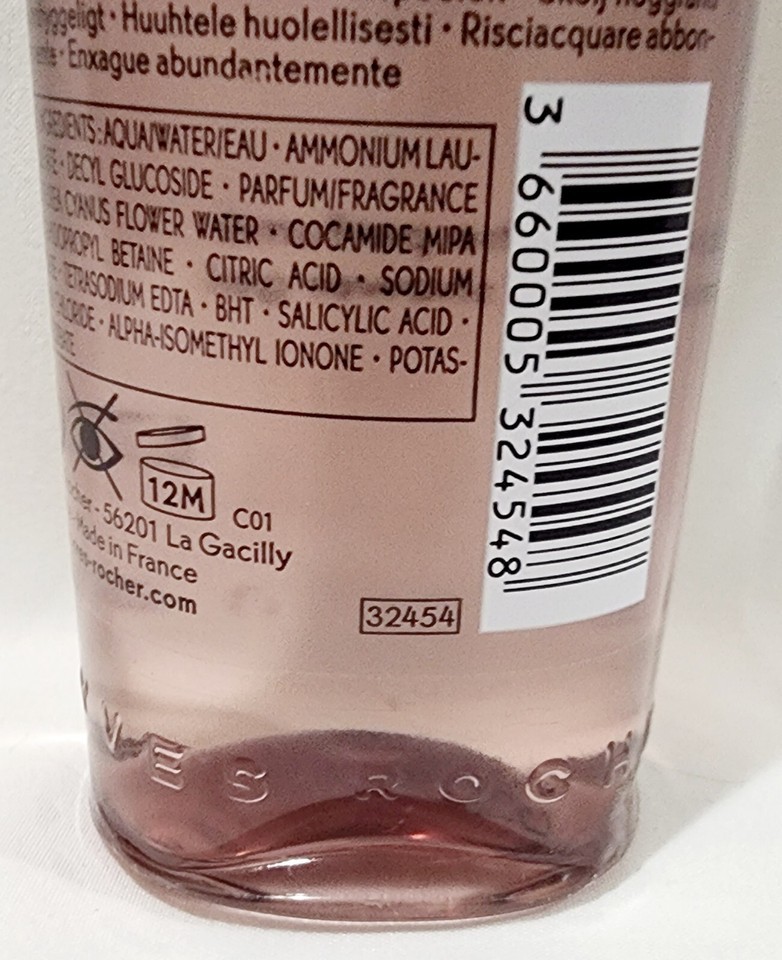 Huuhtele huolellisesti • Risciacquare abbon-
• Enxague abundantemente
: AQUA/WATER/EAU • AMMONIUM LAU-
• DECYL GLUCOSIDE • PARFUM/FRAGRANCE
CYANUS FLOWER WATER • COCAMIDE MIPA
BETAINE • CITRIC ACID • SODIUM
• TETRASODIUM EDTA • BHT • SALICYLIC ACID •
• ALPHA-ISOMETHYL IONONE • POTAS-
12M
C01
- 56201 La Gacilly
Made in France
-rocher.com
32454
3 660005 324548
YVES ROCH